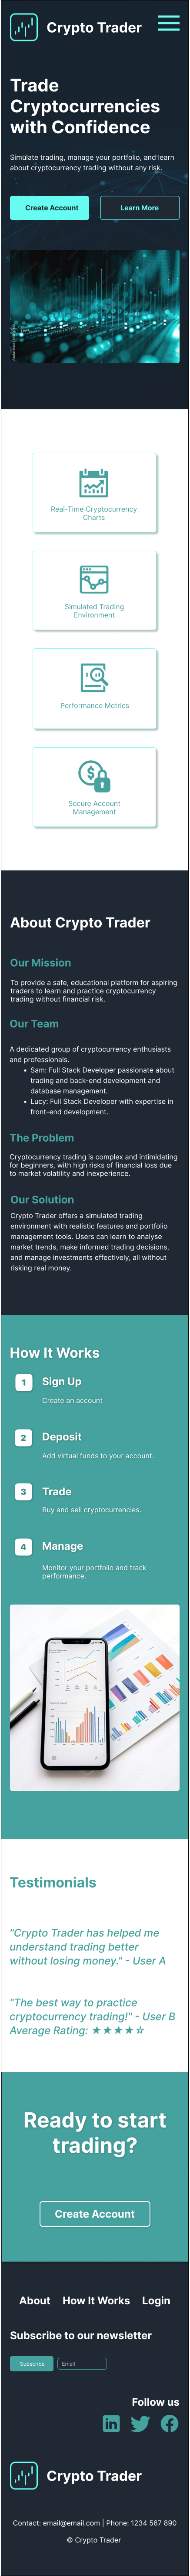 Crypto Trader
Trade
Cryptocurrencies
with Confidence
Simulate trading, manage your portfolio, and learn
about cryptocurrency trading without any risk.
Create Account
Learn More
Real-Time Cryptocurrency
Charts
Simulated Trading
Environment
Performance Metrics
Secure Account
Management
About Crypto Trader
Our Mission
To provide a safe, educational platform for aspiring
traders to learn and practice cryptocurrency
trading without financial risk.
Our Team
A dedicated group of cryptocurrency enthusiasts
and professionals.
• Sam: Full Stack Developer passionate about
trading and back-end development and
database management.
• Lucy: Full Stack Developer with expertise in
front-end development.
The Problem
Cryptocurrency trading is complex and intimidating
for beginners, with high risks of financial loss due
to market volatility and inexperience.
Our Solution
Crypto Trader offers a simulated trading
environment with realistic features and portfolio
management tools. Users can learn to analyse
market trends, make informed trading decisions,
and manage investments effectively, all without
risking real money.
How It Works
1 Sign Up
Create an account
2 Deposit
Add virtual funds to your account.
3 Trade
Buy and sell cryptocurrencies.
4 Manage
Monitor your portfolio and track
performance.
Testimonials
"Crypto Trader has helped me
understand trading better
without losing money." - User A
"The best way to practice
cryptocurrency trading!" - User B
Average Rating: ★★★★☆
Ready to start
trading?
Create Account
About How It Works Login
Subscribe to our newsletter
Subscribe Email
Follow us
Crypto Trader
Contact: email@email.com | Phone: 1234 567 890
© Crypto Trader